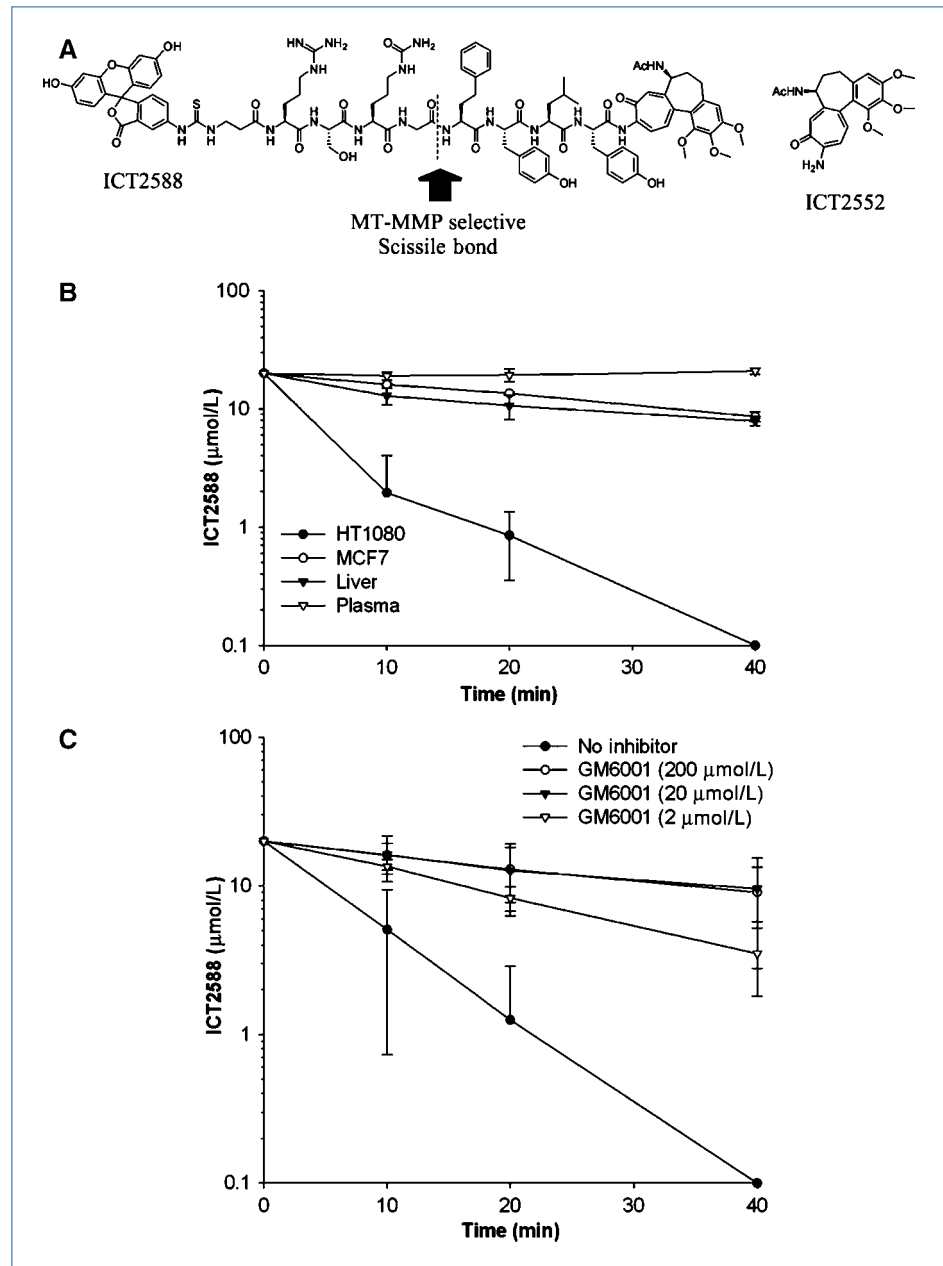 A
OH
HO
O
O
O
S
N
H
N
H
O
HN
NH2
NH
N
H
O
H
N
OH
O
O
NH2
NH
N
H
O
H
N
O
N
H
O
H
N
OH
O
N
H
O
H
N
OH
O
HN
O
AcHN
O
O
O
AcHN
O
O
O
O
H2N
ICT2588
ICT2552
MT-MMP selective
Scissile bond
B
100
10
1
0.1
ICT2588 (μmol/L)
HT1080
MCF7
Liver
Plasma
0 10 20 30 40
Time (min)
C
No inhibitor
GM6001 (200 μmol/L)
GM6001 (20 μmol/L)
GM6001 (2 μmol/L)
100
10
1
0.1
ICT2588 (μmol/L)
0 10 20 30 40
Time (min)